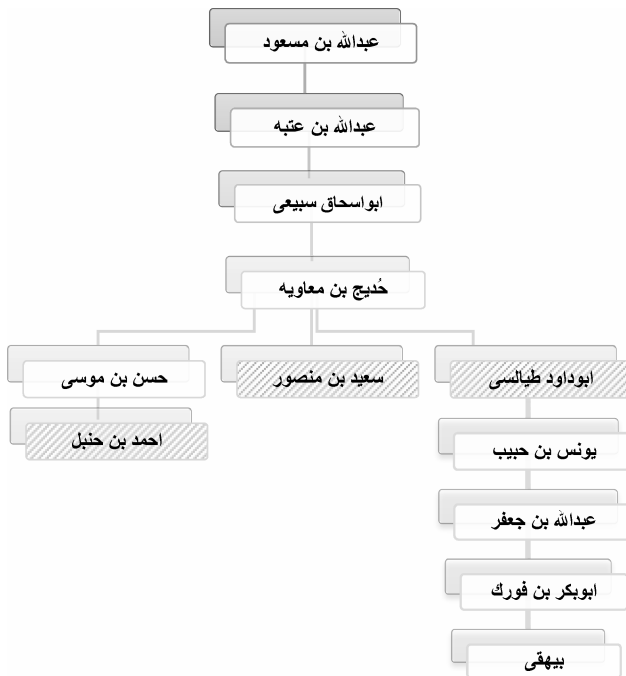 عبدالله بن مسعود
عبدالله بن عتبه
ابواسحاق سبیعی
حُدیج بن معاویه
ابوداود طیالسی
سعید بن منصور
حسن بن موسی
احمد بن حنبل
یونس بن حبیب
عبدالله بن جعفر
ابوبکر بن فورك
بیهقی